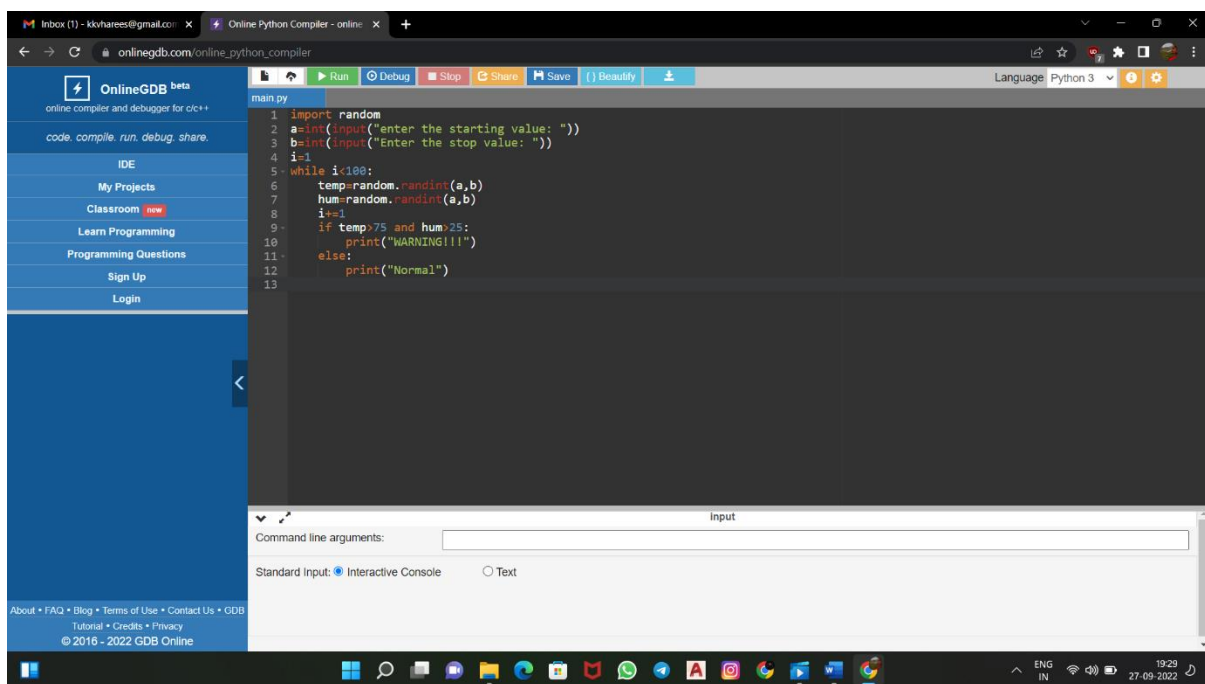 Inbox (1) - kkvharees@gmail.com
Online Python Compiler - online
onlinegdb.com/online_python_compiler
OnlineGDB beta
online compiler and debugger for c/c++
code. compile. run. debug. share.
IDE
My Projects
Classroom new
Learn Programming
Programming Questions
Sign Up
Login
Run Debug Stop Share Save { } Beautify
Language Python 3
main.py
1 import random
2 a=int(input("enter the starting value: "))
3 b=int(input("Enter the stop value: "))
4 i=1
5 while i<100:
6 temp=random.randint(a,b)
7 hum=random.randint(a,b)
8 i+=1
9 if temp>75 and hum>25:
10 print("WARNING!!!")
11 else:
12 print("Normal")
13
input
Command line arguments:
Standard Input: Interactive Console Text
About • FAQ • Blog • Terms of Use • Contact Us • GDB
Tutorial • Credits • Privacy
© 2016 - 2022 GDB Online
ENG
IN
19:29
27-09-2022